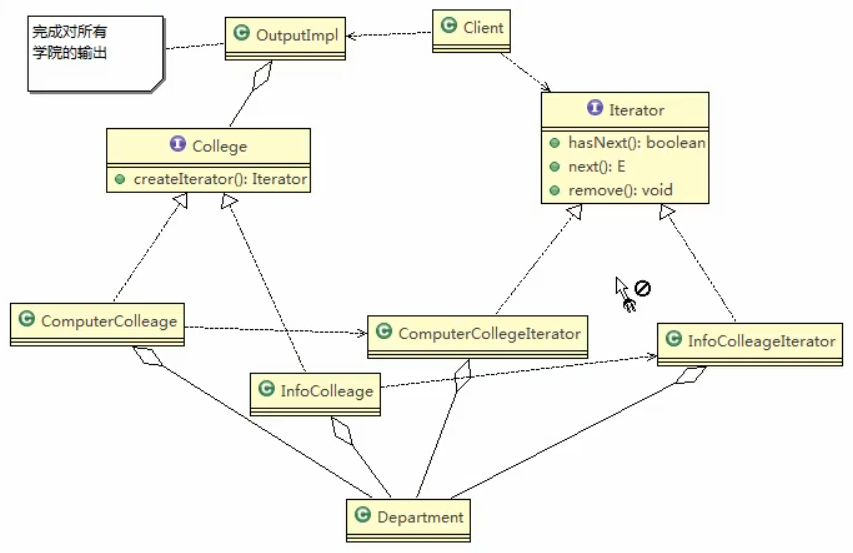 完成对所有
学院的输出
C OutputImpl
C Client
I Iterator
hasNext(): boolean
next(): E
remove(): void
I College
createIterator(): Iterator
C ComputerColleage
C ComputerCollegeIterator
C InfoColleageIterator
C InfoColleage
C Department